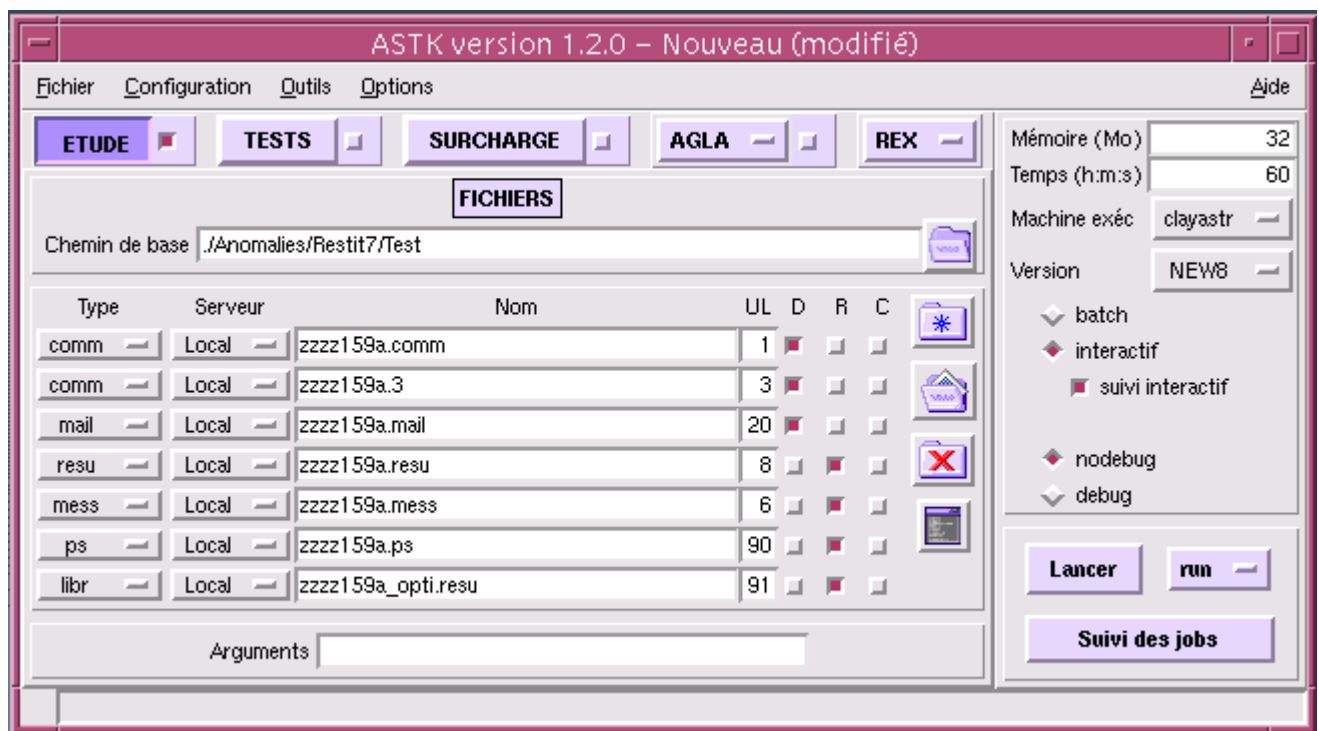 ASTK version 1.2.0 – Nouveau (modifié)
Fichier Configuration Outils Options Aide
ETUDE TESTS SURCHARGE AGLA REX
FICHIERS
Chemin de base ./Anomalies/Restit7/Test
Type Serveur Nom UL D R C
comm Local zzzz159a.comm 1
comm Local zzzz159a.3 3
mail Local zzzz159a.mail 20
resu Local zzzz159a.resu 8
mess Local zzzz159a.mess 6
ps Local zzzz159a.ps 90
libr Local zzzz159a_opti.resu 91
Arguments
Mémoire (Mo) 32
Temps (h:m:s) 60
Machine exéc clayastr
Version NEW8
batch
interactif
suivi interactif
nodebug
debug
Lancer run
Suivi des jobs